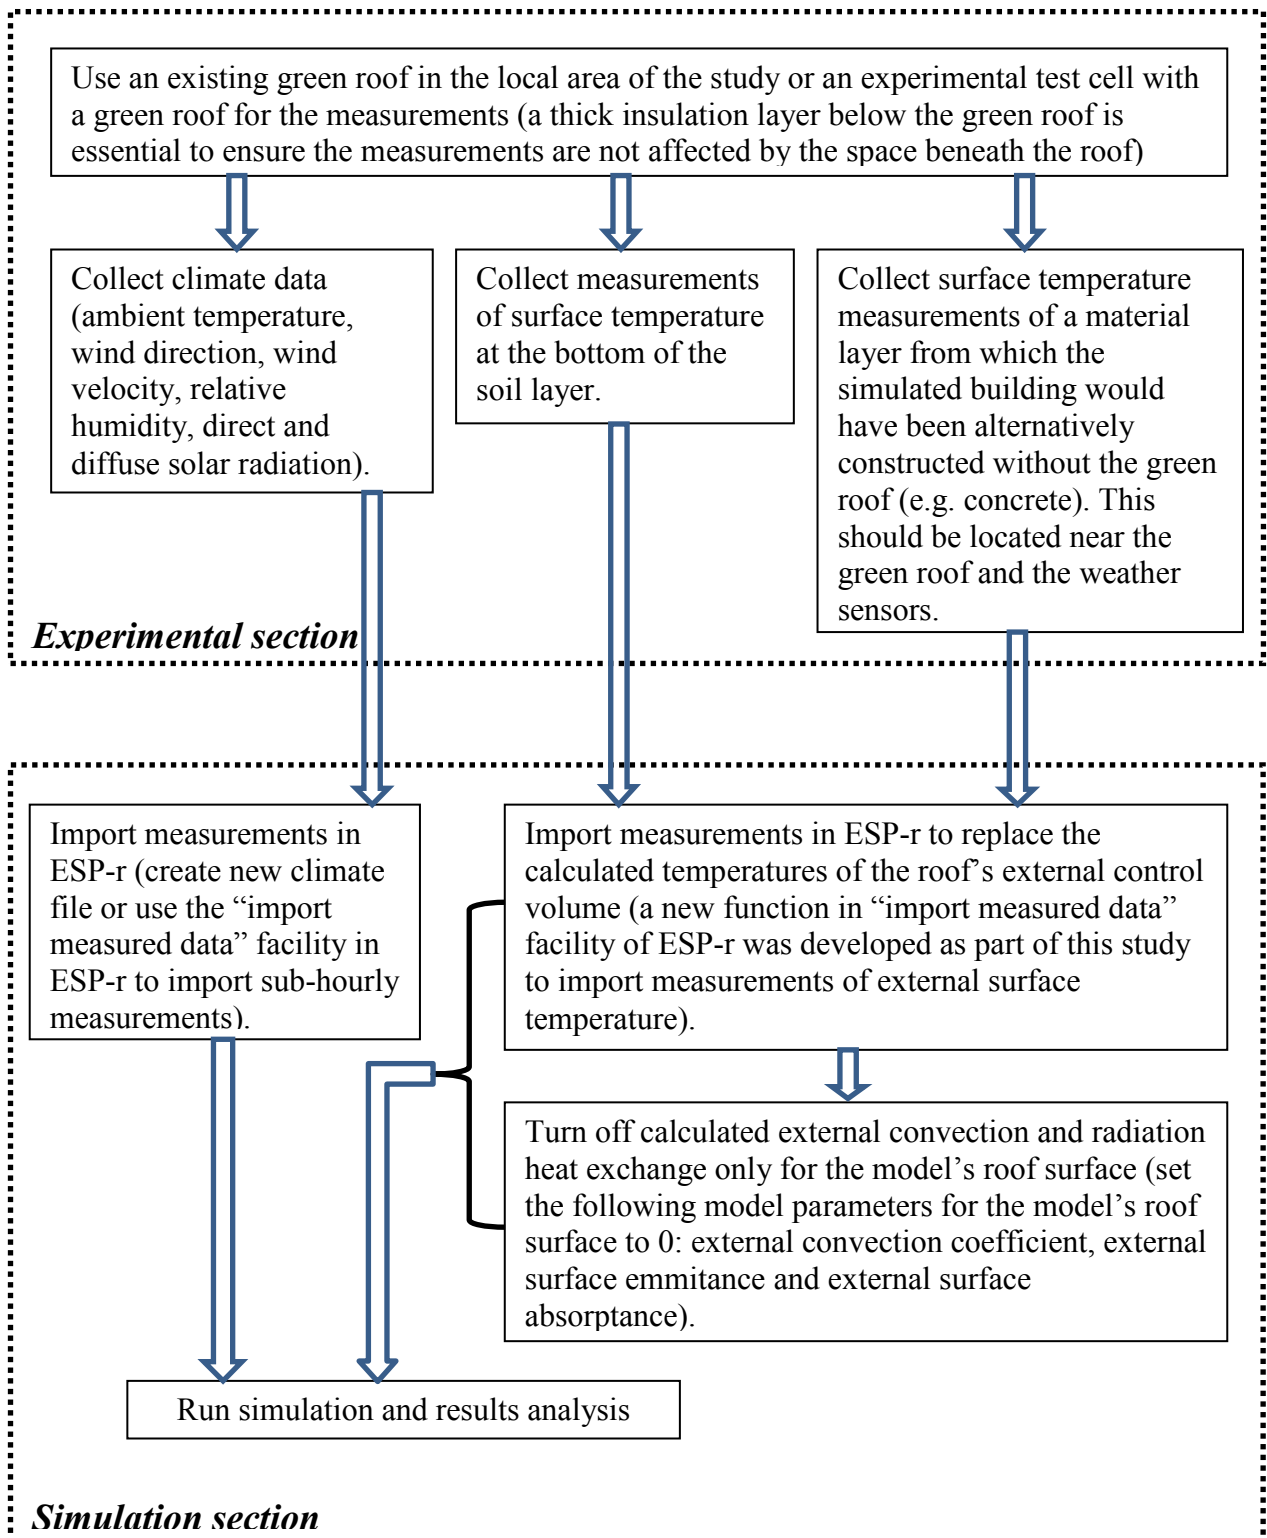 Use an existing green roof in the local area of the study or an experimental test cell with
a green roof for the measurements (a thick insulation layer below the green roof is
essential to ensure the measurements are not affected by the space beneath the roof)
Collect climate data
(ambient temperature,
wind direction, wind
velocity, relative
humidity, direct and
diffuse solar radiation).
Collect measurements
of surface temperature
at the bottom of the
soil layer.
Collect surface temperature
measurements of a material
layer from which the
simulated building would
have been alternatively
constructed without the green
roof (e.g. concrete). This
should be located near the
green roof and the weather
sensors.
Experimental section
Import measurements in
ESP-r (create new climate
file or use the “import
measured data” facility in
ESP-r to import sub-hourly
measurements).
Import measurements in ESP-r to replace the
calculated temperatures of the roof’s external control
volume (a new function in “import measured data”
facility of ESP-r was developed as part of this study
to import measurements of external surface
temperature).
Turn off calculated external convection and radiation
heat exchange only for the model’s roof surface (set
the following model parameters for the model’s roof
surface to 0: external convection coefficient, external
surface emmitance and external surface
absorptance).
Run simulation and results analysis
Simulation section